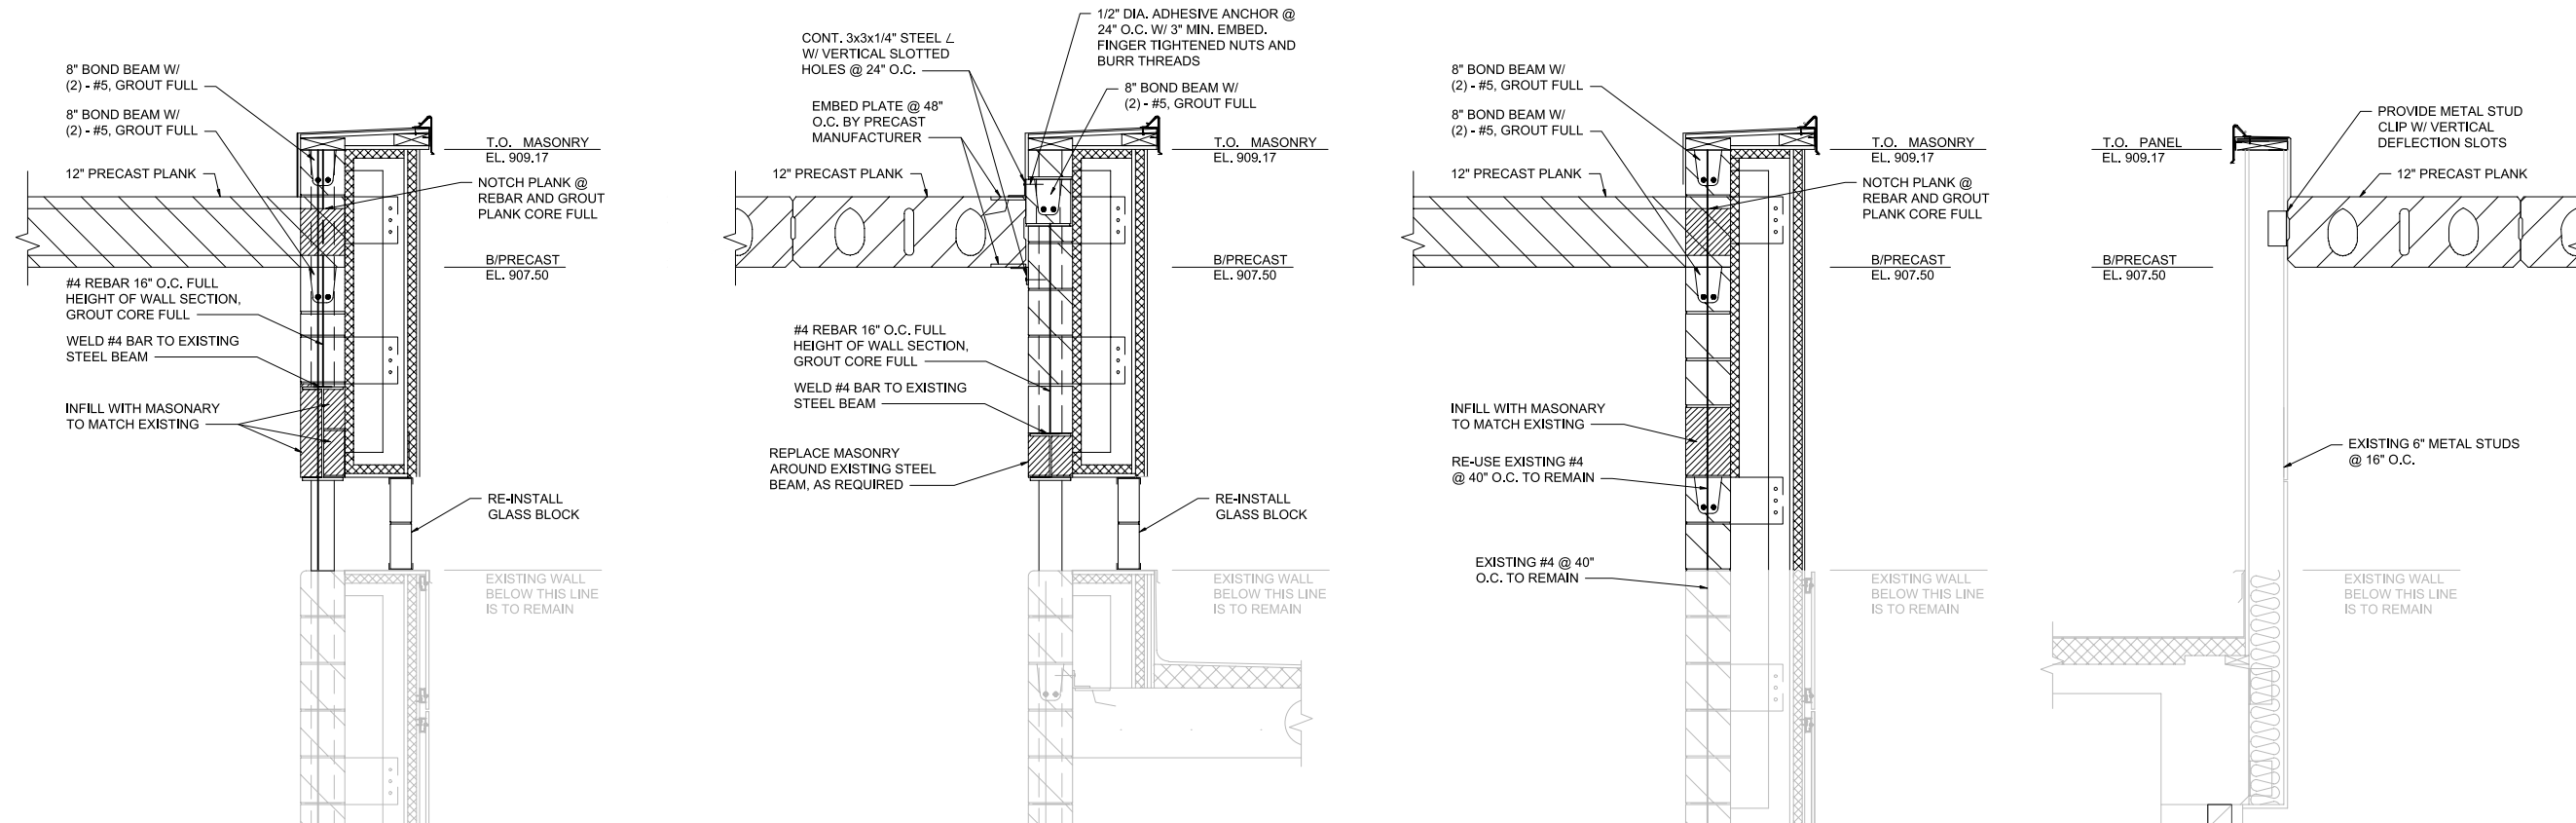 8" BOND BEAM W/
(2) - #5, GROUT FULL
8" BOND BEAM W/
(2) - #5, GROUT FULL
12" PRECAST PLANK
#4 REBAR 16" O.C. FULL
HEIGHT OF WALL SECTION,
GROUT CORE FULL
WELD #4 BAR TO EXISTING
STEEL BEAM
INFILL WITH MASONARY
TO MATCH EXISTING
T.O. MASONRY
EL. 909.17
NOTCH PLANK @
REBAR AND GROUT
PLANK CORE FULL
B/PRECAST
EL. 907.50
RE-INSTALL
GLASS BLOCK
EXISTING WALL
BELOW THIS LINE
IS TO REMAIN
CONT. 3x3x1/4" STEEL ∠
W/ VERTICAL SLOTTED
HOLES @ 24" O.C.
EMBED PLATE @ 48"
O.C. BY PRECAST
MANUFACTURER
12" PRECAST PLANK
#4 REBAR 16" O.C. FULL
HEIGHT OF WALL SECTION,
GROUT CORE FULL
WELD #4 BAR TO EXISTING
STEEL BEAM
REPLACE MASONRY
AROUND EXISTING STEEL
BEAM, AS REQUIRED
1/2" DIA. ADHESIVE ANCHOR @
24" O.C. W/ 3" MIN. EMBED.
FINGER TIGHTENED NUTS AND
BURR THREADS
8" BOND BEAM W/
(2) - #5, GROUT FULL
T.O. MASONRY
EL. 909.17
B/PRECAST
EL. 907.50
RE-INSTALL
GLASS BLOCK
EXISTING WALL
BELOW THIS LINE
IS TO REMAIN
8" BOND BEAM W/
(2) - #5, GROUT FULL
8" BOND BEAM W/
(2) - #5, GROUT FULL
12" PRECAST PLANK
INFILL WITH MASONARY
TO MATCH EXISTING
RE-USE EXISTING #4
@ 40" O.C. TO REMAIN
EXISTING #4 @ 40"
O.C. TO REMAIN
T.O. MASONRY
EL. 909.17
NOTCH PLANK @
REBAR AND GROUT
PLANK CORE FULL
B/PRECAST
EL. 907.50
EXISTING WALL
BELOW THIS LINE
IS TO REMAIN
T.O. PANEL
EL. 909.17
B/PRECAST
EL. 907.50
PROVIDE METAL STUD
CLIP W/ VERTICAL
DEFLECTION SLOTS
12" PRECAST PLANK
EXISTING 6" METAL STUDS
@ 16" O.C.
EXISTING WALL
BELOW THIS LINE
IS TO REMAIN